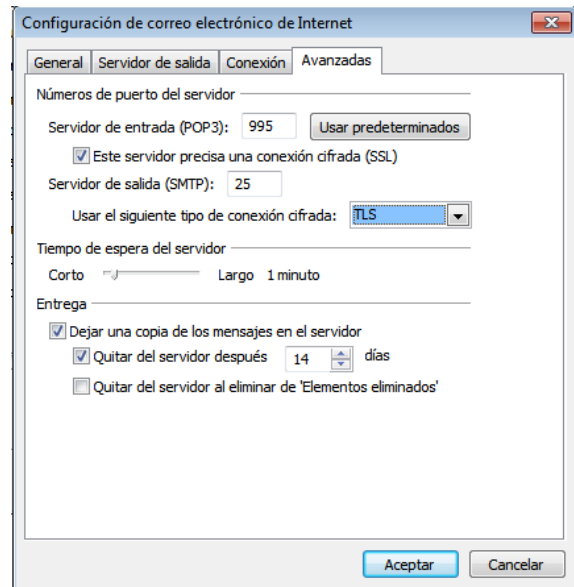 Configuración de correo electrónico de Internet
General Servidor de salida Conexión Avanzadas
Números de puerto del servidor
Servidor de entrada (POP3): 995 Usar predeterminados
Este servidor precisa una conexión cifrada (SSL)
Servidor de salida (SMTP): 25
Usar el siguiente tipo de conexión cifrada: TLS
Tiempo de espera del servidor
Corto Largo 1 minuto
Entrega
Dejar una copia de los mensajes en el servidor
Quitar del servidor después 14 días
Quitar del servidor al eliminar de 'Elementos eliminados'
Aceptar Cancelar